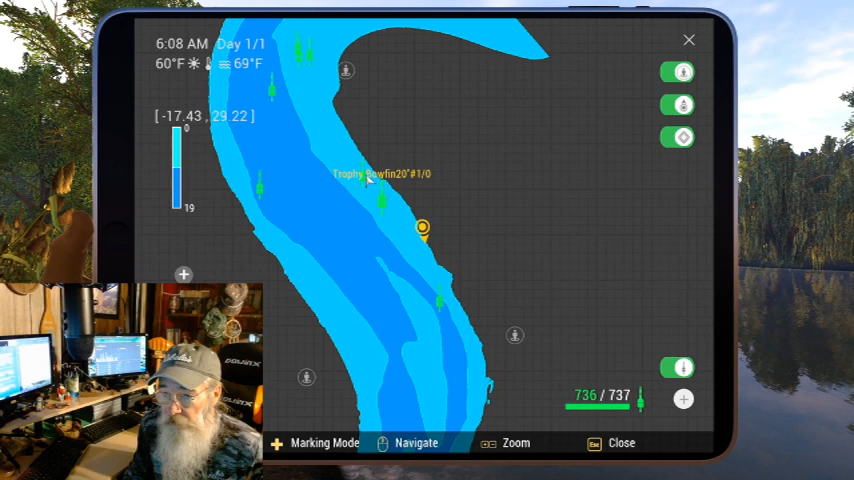 6:08 AM Day 1/1
60°F 69°F
[ -17.43 , 29.22 ]
0
19
Trophy Bowfin20"#1/0
736 / 737
Marking Mode
Navigate
Zoom
Esc Close